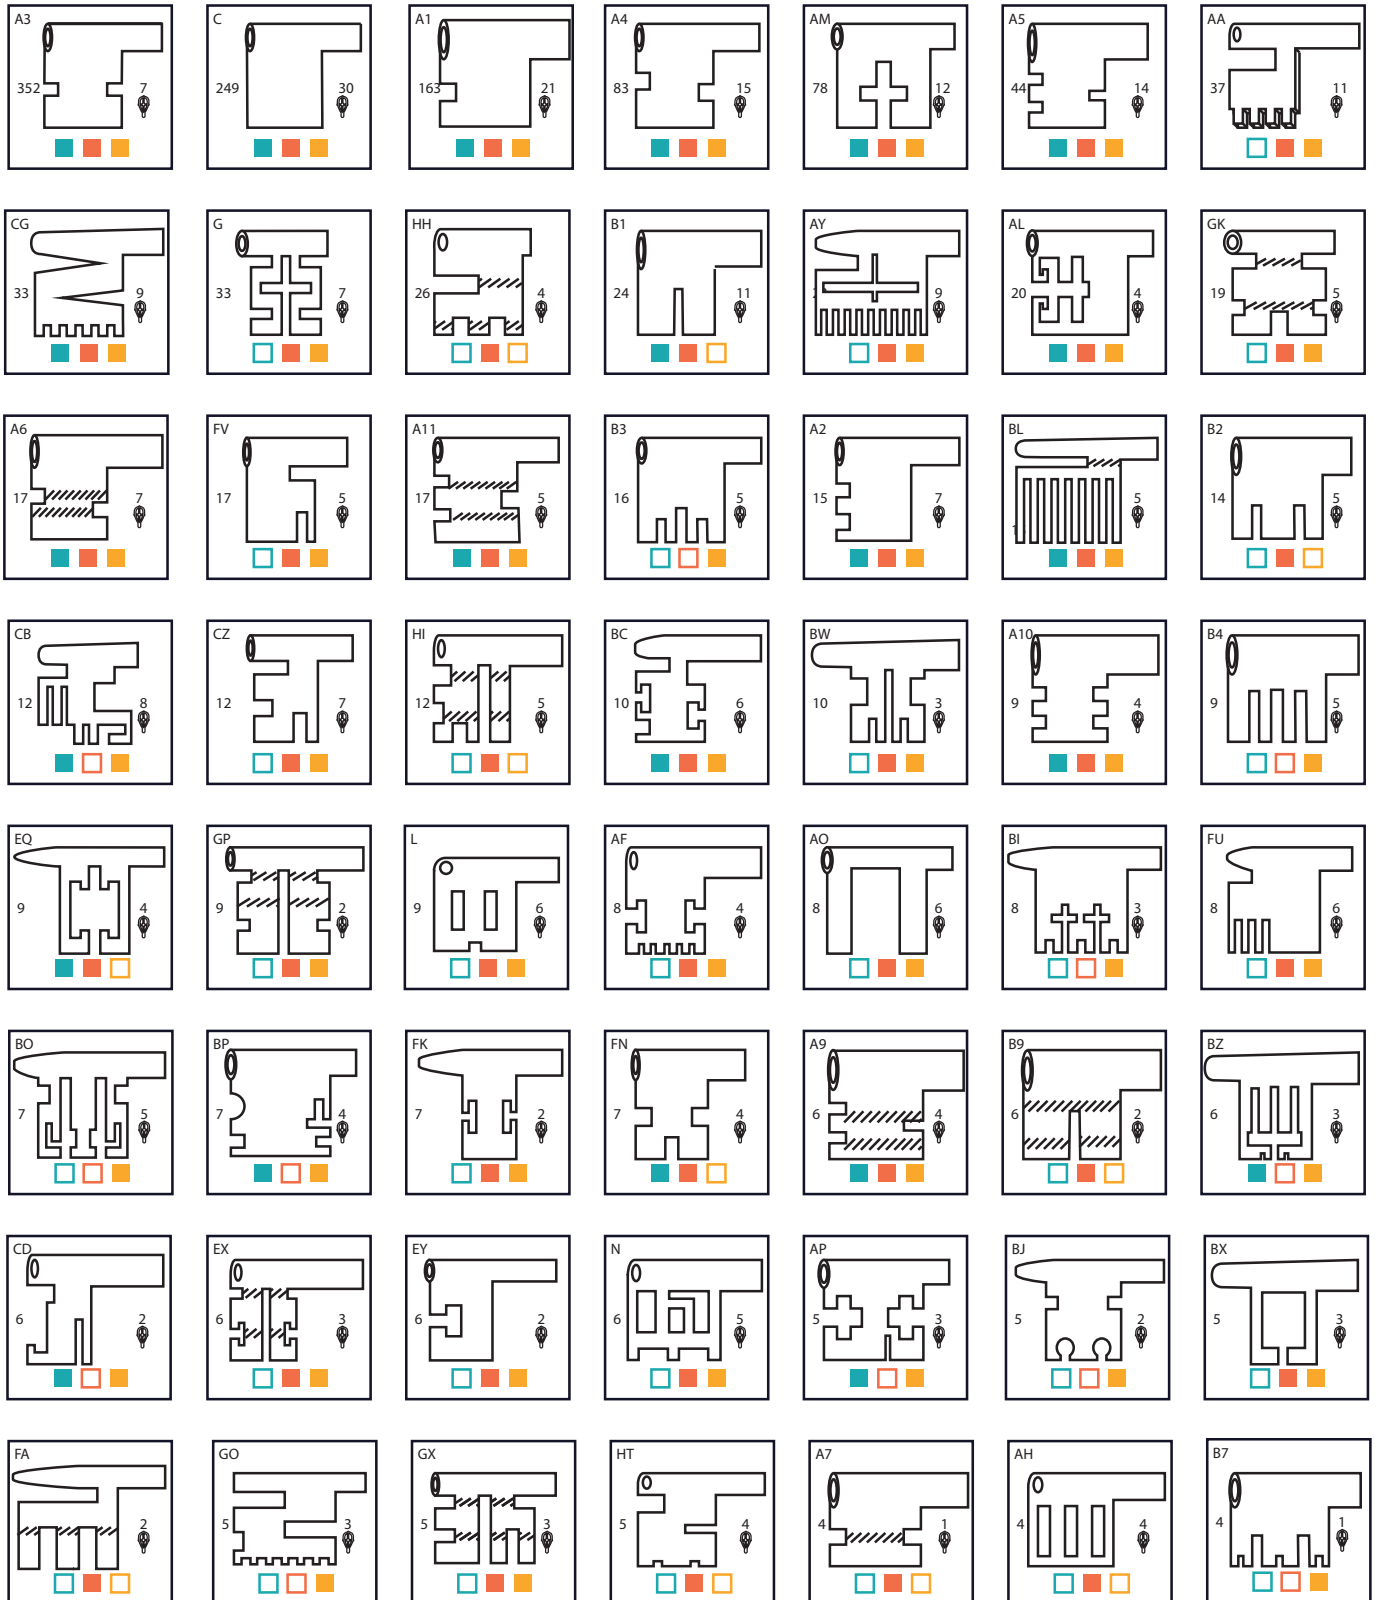 A3 C A1 A4 AM A5 AA
352 7 249 30 163 21 83 15 78 12 44 14 37 11
CG G HH B1 AY AL GK
33 9 33 7 26 4 24 11 9 20 4 19 5
A6 FV A11 B3 A2 BL B2
17 7 17 5 17 5 16 5 15 7 5 14 5
CB CZ HI BC BW A10 B4
12 8 12 7 12 5 10 6 10 3 9 4 9 5
EQ GP L AF AO BI FU
9 4 9 2 9 6 8 4 8 6 8 3 8 6
BO BP FK FN A9 B9 BZ
7 5 7 4 7 2 7 4 6 4 6 2 6 3
CD EX EY N AP BJ BX
6 2 6 3 6 2 6 5 5 3 5 2 5 3
FA GO GX HT A7 AH B7
2 5 3 5 3 5 4 4 1 4 4 4 1